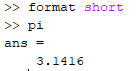 >> format short
>> pi
ans =
3.1416